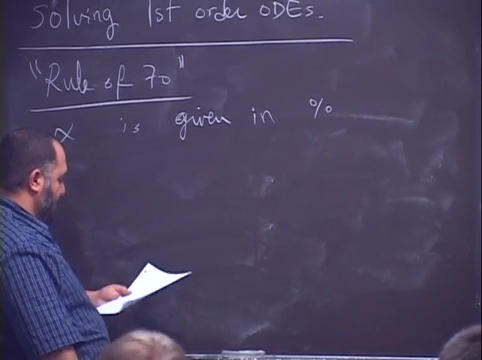 Solving 1st order ODEs.
"Rule of 70"
α is given in %